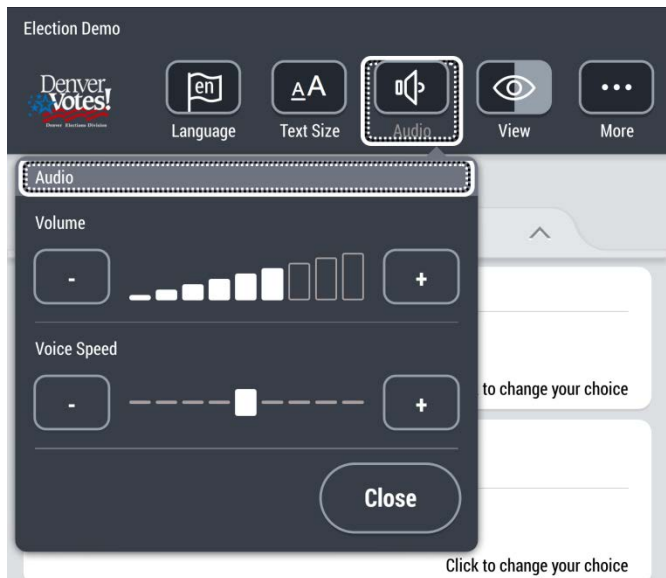 Election Demo
Denver
Votes!
Denver Elections Division
en
AA
Language
Text Size
Audio
View
More
Audio
Volume
-
+
Voice Speed
-
+
to change your choice
Close
Click to change your choice